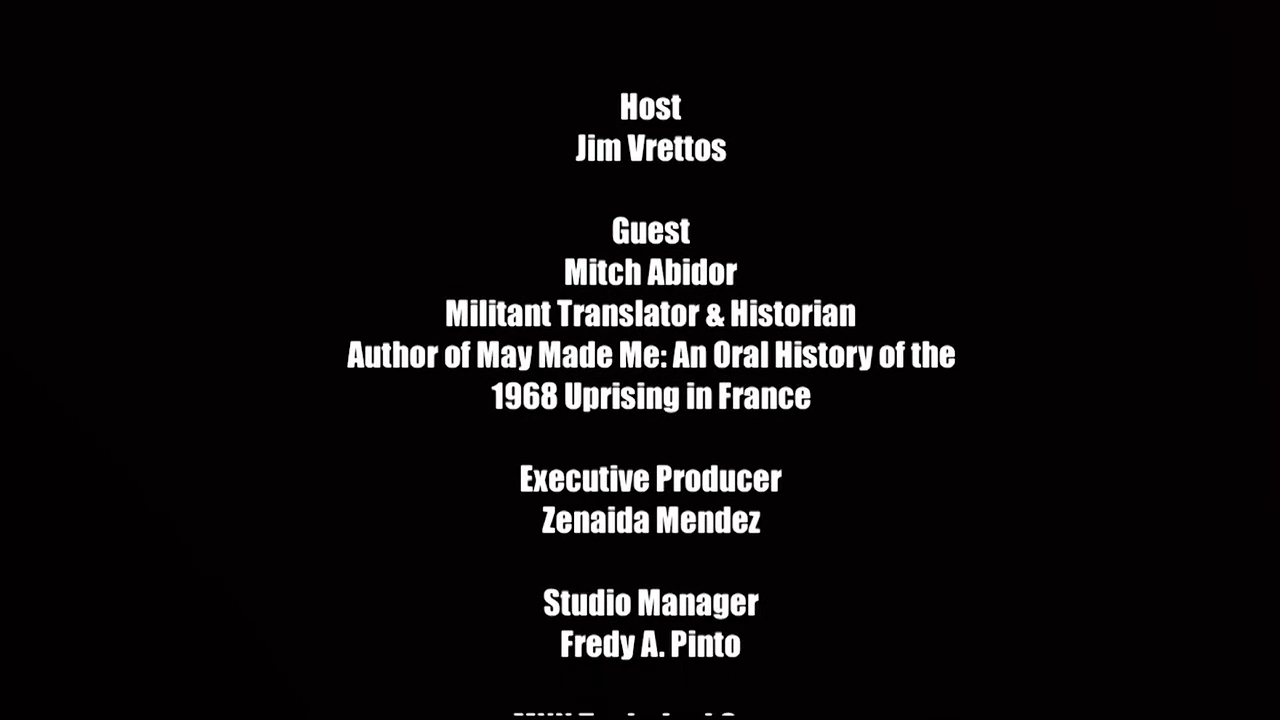 Host
Jim Vrettos
Guest
Mitch Abidor
Militant Translator & Historian
Author of May Made Me: An Oral History of the
1968 Uprising in France
Executive Producer
Zenaida Mendez
Studio Manager
Fredy A. Pinto